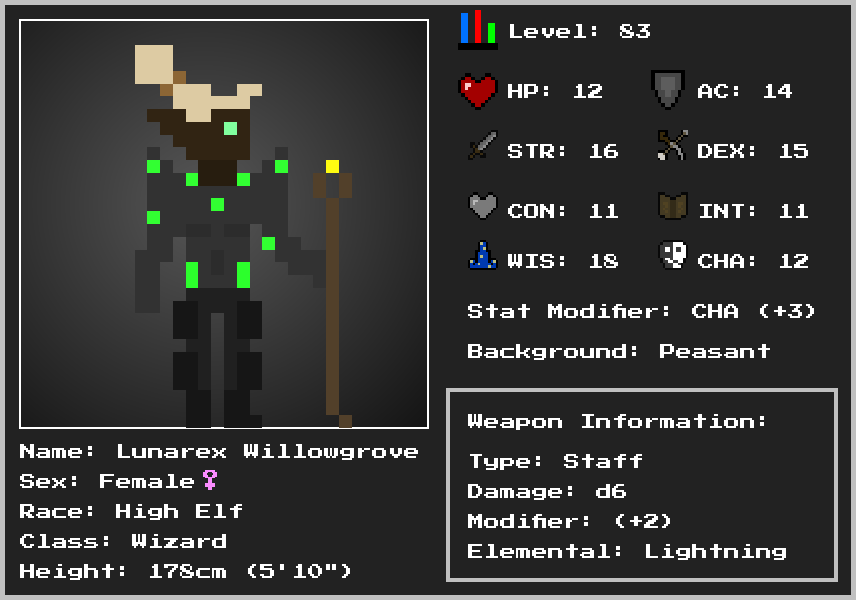 Level: 83
HP: 12 AC: 14
STR: 16 DEX: 15
CON: 11 INT: 11
WIS: 18 CHA: 12
Stat Modifier: CHA (+3)
Background: Peasant
Weapon Information:
Type: Staff
Damage: d6
Modifier: (+2)
Elemental: Lightning
Name: Lunarex Willowgrove
Sex: Female♀
Race: High Elf
Class: Wizard
Height: 178cm (5'10")